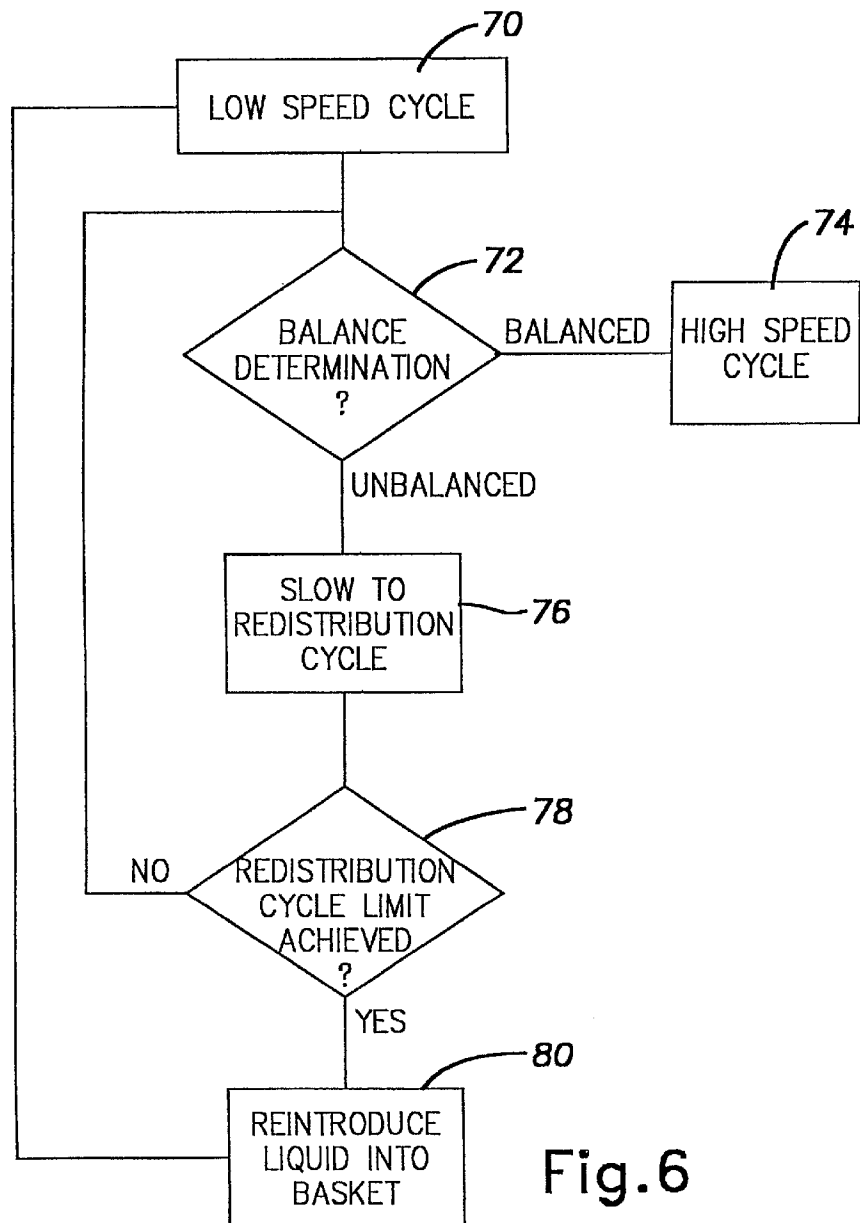 70
LOW SPEED CYCLE
72
BALANCE
DETERMINATION
?
BALANCED
74
HIGH SPEED
CYCLE
UNBALANCED
SLOW TO
REDISTRIBUTION
CYCLE
76
78
NO
REDISTRIBUTION
CYCLE LIMIT
ACHIEVED
?
YES
80
REINTRODUCE
LIQUID INTO
BASKET
Fig.6